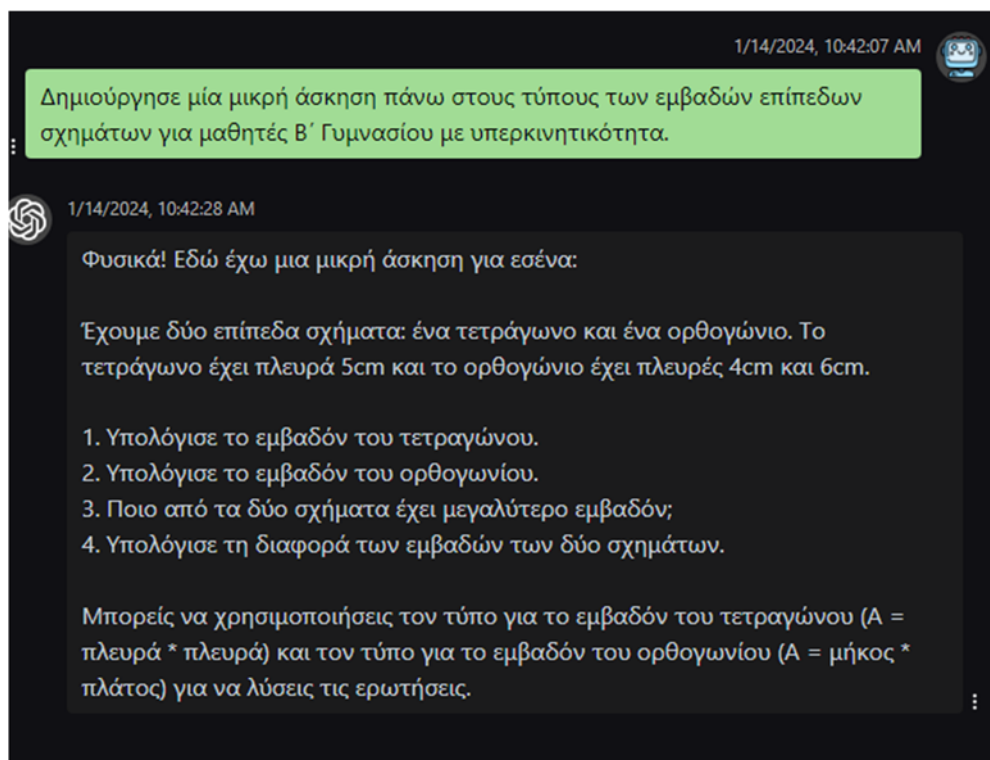 1/14/2024, 10:42:07 AM
Δημιούργησε μία μικρή άσκηση πάνω στους τύπους των εμβαδών επίπεδων
σχημάτων για μαθητές Β΄ Γυμνασίου με υπερκινητικότητα.
1/14/2024, 10:42:28 AM
Φυσικά! Εδώ έχω μια μικρή άσκηση για εσένα:
Έχουμε δύο επίπεδα σχήματα: ένα τετράγωνο και ένα ορθογώνιο. Το
τετράγωνο έχει πλευρά 5cm και το ορθογώνιο έχει πλευρές 4cm και 6cm.
1. Υπολόγισε το εμβαδόν του τετραγώνου.
2. Υπολόγισε το εμβαδόν του ορθογωνίου.
3. Ποιο από τα δύο σχήματα έχει μεγαλύτερο εμβαδόν;
4. Υπολόγισε τη διαφορά των εμβαδών των δύο σχημάτων.
Μπορείς να χρησιμοποιήσεις τον τύπο για το εμβαδόν του τετραγώνου (Α =
πλευρά * πλευρά) και τον τύπο για το εμβαδόν του ορθογωνίου (Α = μήκος *
πλάτος) για να λύσεις τις ερωτήσεις.